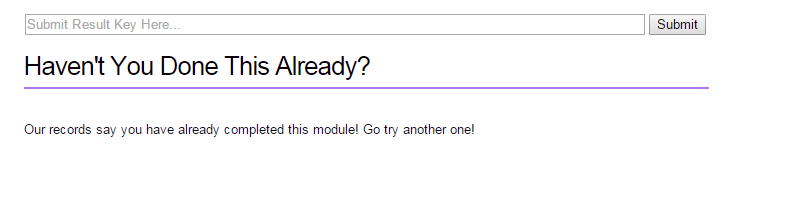 Submit Result Key Here... Submit
Haven't You Done This Already?
Our records say you have already completed this module! Go try another one!